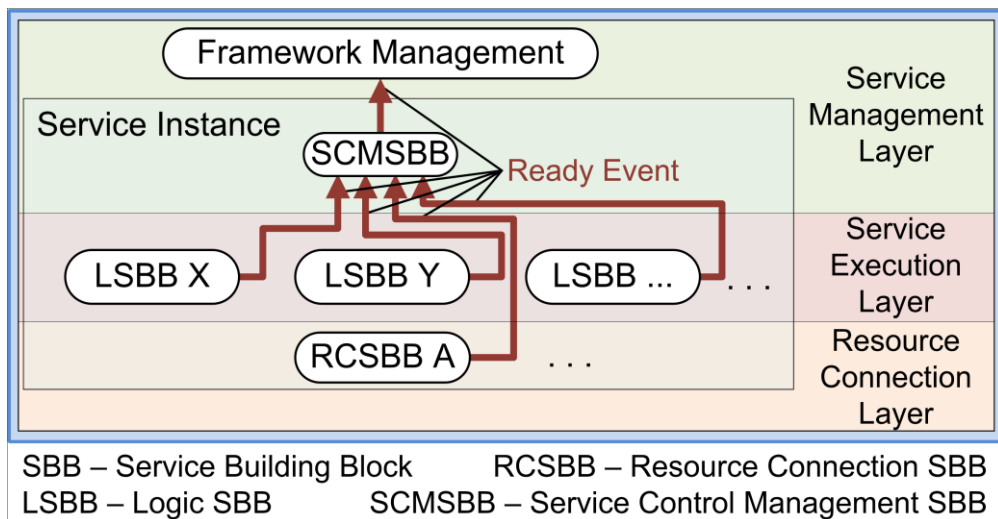 Framework Management
Service
Management
Layer
Service Instance
SCMSBB
Ready Event
LSBB X
LSBB Y
LSBB ...
. . .
Service
Execution
Layer
RCSBB A
. . .
Resource
Connection
Layer
SBB – Service Building Block
RCSBB – Resource Connection SBB
LSBB – Logic SBB
SCMSBB – Service Control Management SBB